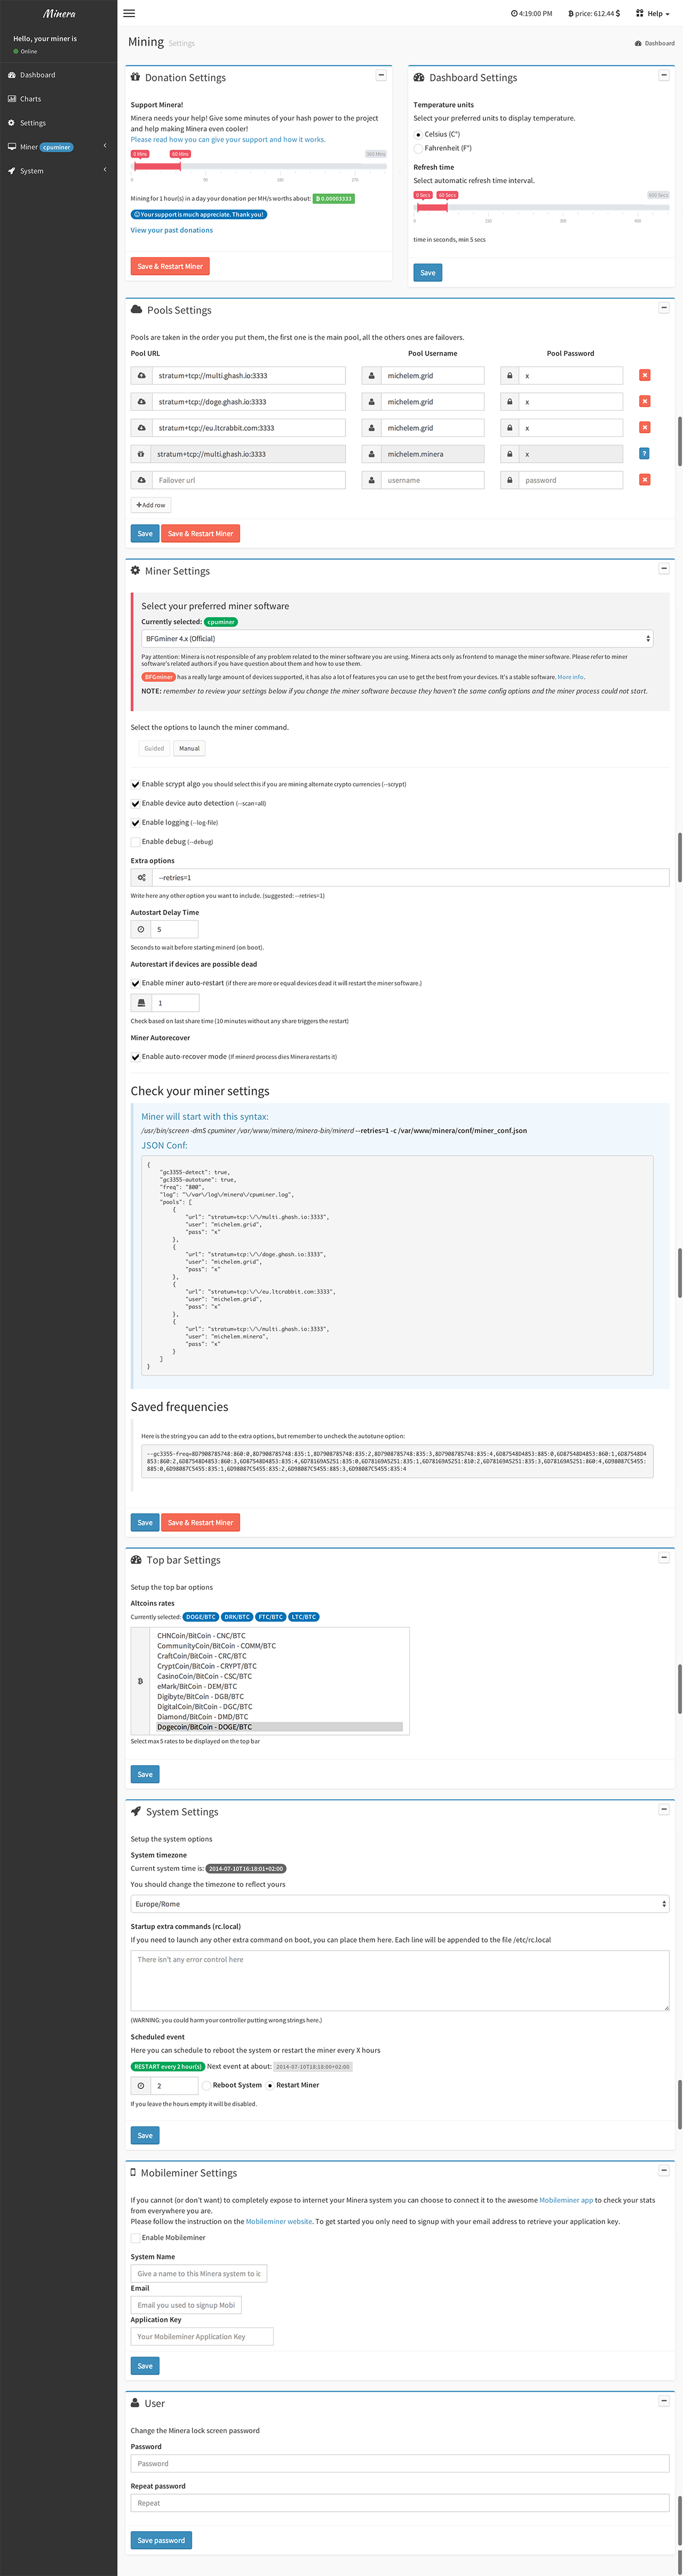 Minera
4:19:00 PM
price: 612.44 $
Help
Hello, your miner is
Online
Dashboard
Charts
Settings
Miner cpuminer
System
Mining Settings
Dashboard
Donation Settings
Support Minera!
Minera needs your help! Give some minutes of your hash power to the project
and help making Minera even cooler!
Please read how you can give your support and how it works.
0 Mins 60 Mins 360 Mins
0 90 180 270
Mining for 1 hour(s) in a day your donation per MH/s worths about: 0.00003333
Your support is much appreciate. Thank you!
View your past donations
Save & Restart Miner
Dashboard Settings
Temperature units
Select your preferred units to display temperature.
Celsius (C°)
Fahrenheit (F°)
Refresh time
Select automatic refresh time interval.
0 Secs 60 Secs 600 Secs
0 150 300 450
time in seconds, min 5 secs
Save
Pools Settings
Pools are taken in the order you put them, the first one is the main pool, all the others ones are failovers.
Pool URL Pool Username Pool Password
stratum+tcp://multi.ghash.io:3333 michelem.grid x
stratum+tcp://doge.ghash.io:3333 michelem.grid x
stratum+tcp://eu.ltcrabbit.com:3333 michelem.grid x
stratum+tcp://multi.ghash.io:3333 michelem.minera x ?
Failover url username password
+Add row
Save Save & Restart Miner
Miner Settings
Select your preferred miner software
Currently selected: cpuminer
BFGminer 4.x (Official)
Pay attention: Minera is not responsible of any problem related to the miner software you are using. Minera acts only as frontend to manage the miner software. Please refer to miner
software's related authors if you have question about them and how to use them.
BFGminer has a really large amount of devices supported, it has also a lot of features you can use to get the best from your devices. It's a stable software. More info.
NOTE: remember to review your settings below if you change the miner software because they haven't the same config options and the miner process could not start.
Select the options to launch the miner command.
Guided Manual
Enable scrypt algo you should select this if you are mining alternate crypto currencies (--scrypt)
Enable device auto detection (--scan=all)
Enable logging (--log-file)
Enable debug (--debug)
Extra options
--retries=1
Write here any other option you want to include. (suggested: --retries=1)
Autostart Delay Time
5
Seconds to wait before starting minerd (on boot).
Autorestart if devices are possible dead
Enable miner auto-restart (if there are more or equal devices dead it will restart the miner software.)
1
Check based on last share time (10 minutes without any share triggers the restart)
Miner Autorecover
Enable auto-recover mode (If minerd process dies Minera restarts it)
Check your miner settings
Miner will start with this syntax:
/usr/bin/screen -dmS cpuminer /var/www/minera/minera-bin/minerd --retries=1 -c /var/www/minera/conf/miner_conf.json
JSON Conf:
{
"gc3355-detect": true,
"gc3355-autotune": true,
"freq": "800",
"log": "\/var\/log\/minera\/cpuminer.log",
"pools": [
{
"url": "stratum+tcp:\/\/multi.ghash.io:3333",
"user": "michelem.grid",
"pass": "x"
},
{
"url": "stratum+tcp:\/\/doge.ghash.io:3333",
"user": "michelem.grid",
"pass": "x"
},
{
"url": "stratum+tcp:\/\/eu.ltcrabbit.com:3333",
"user": "michelem.grid",
"pass": "x"
},
{
"url": "stratum+tcp:\/\/multi.ghash.io:3333",
"user": "michelem.minera",
"pass": "x"
}
]
}
Saved frequencies
Here is the string you can add to the extra options, but remember to uncheck the autotune option:
--gc3355-freq=8D7908785748:860:0,8D7908785748:835:1,8D7908785748:835:2,8D7908785748:835:3,8D7908785748:835:4,6D87548D4853:885:0,6D87548D4853:860:1,6D87548D
4853:860:2,6D87548D4853:860:3,6D87548D4853:835:4,6D78169A5251:835:0,6D78169A5251:835:1,6D78169A5251:810:2,6D78169A5251:835:3,6D78169A5251:860:4,6D98087C5455:
885:0,6D98087C5455:835:1,6D98087C5455:835:2,6D98087C5455:885:3,6D98087C5455:835:4
Save Save & Restart Miner
Top bar Settings
Setup the top bar options
Altcoins rates
Currently selected: DOGE/BTC DRK/BTC FTC/BTC LTC/BTC
CHNCoin/BitCoin - CNC/BTC
CommunityCoin/BitCoin - COMM/BTC
CraftCoin/BitCoin - CRC/BTC
CryptCoin/BitCoin - CRYPT/BTC
CasinoCoin/BitCoin - CSC/BTC
eMark/BitCoin - DEM/BTC
Digibyte/BitCoin - DGB/BTC
DigitalCoin/BitCoin - DGC/BTC
Diamond/BitCoin - DMD/BTC
Dogecoin/BitCoin - DOGE/BTC
Select max 5 rates to be displayed on the top bar
Save
System Settings
Setup the system options
System timezone
Current system time is: 2014-07-10T16:18:01+02:00
You should change the timezone to reflect yours
Europe/Rome
Startup extra commands (rc.local)
If you need to launch any other extra command on boot, you can place them here. Each line will be appended to the file /etc/rc.local
There isn't any error control here
(WARNING: you could harm your controller putting wrong strings here.)
Scheduled event
Here you can schedule to reboot the system or restart the miner every X hours
RESTART every 2 hour(s) Next event at about: 2014-07-10T18:18:00+02:00
2 Reboot System Restart Miner
If you leave the hours empty it will be disabled.
Save
Mobileminer Settings
If you cannot (or don't want) to completely expose to internet your Minera system you can choose to connect it to the awesome Mobileminer app to check your stats
from everywhere you are.
Please follow the instruction on the Mobileminer website. To get started you only need to signup with your email address to retrieve your application key.
Enable Mobileminer
System Name
Give a name to this Minera system to ic
Email
Email you used to signup Mobi
Application Key
Your Mobileminer Application Key
Save
User
Change the Minera lock screen password
Password
Password
Repeat password
Repeat
Save password